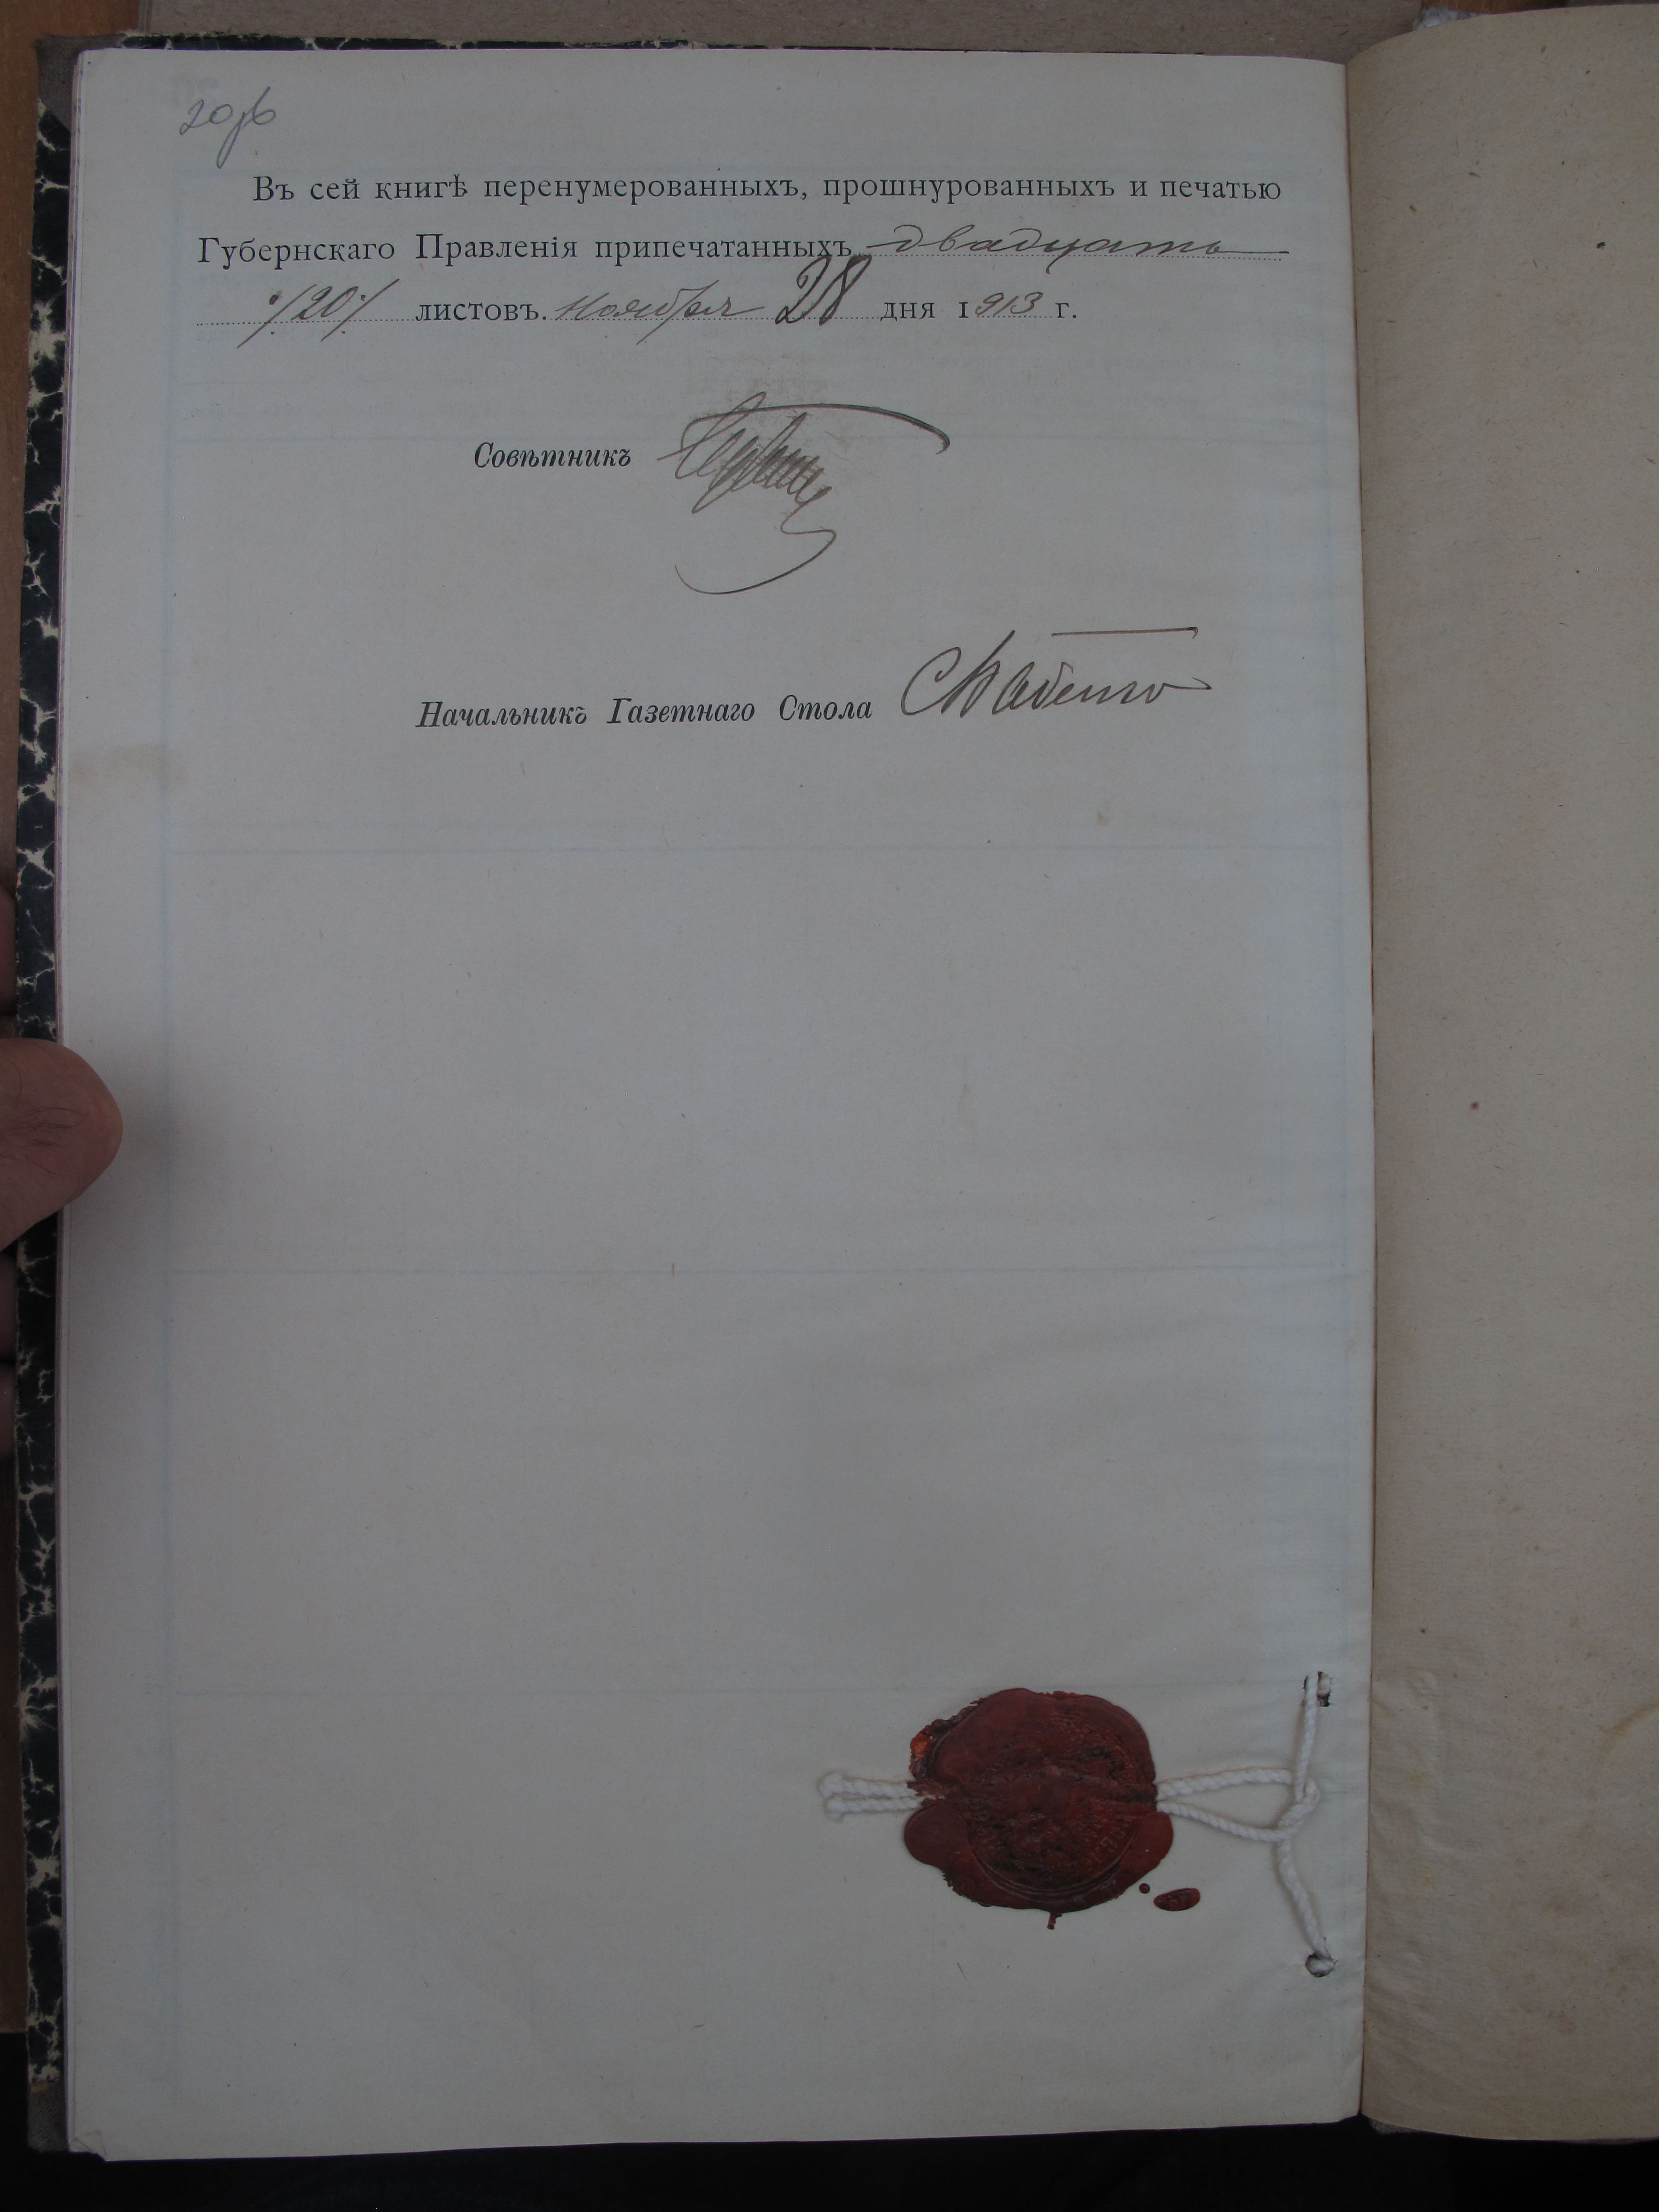 20об
Въ сей книгѣ перенумерованныхъ, прошнурованныхъ и печатью
Губернскаго Правленія припечатанныхъ двадцать
/20/ листовъ. Ноября 28 дня 1913 г.
Совѣтникъ
Начальникъ Газетнаго Стола